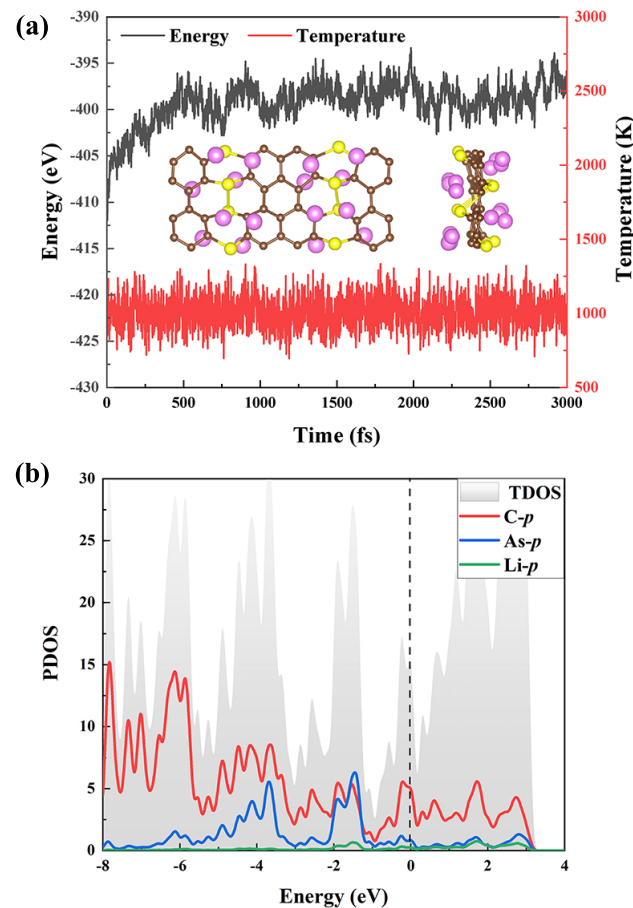 (a)
Energy
Temperature
Energy (eV)
-390
-395
-400
-405
-410
-415
-420
-425
-430
3000
2500
2000
1500
1000
500
Temperature (K)
0
500
1000
1500
2000
2500
3000
Time (fs)
(b)
PDOS
30
25
20
15
10
5
0
TDOS
C-p
As-p
Li-p
-8
-6
-4
-2
0
2
4
Energy (eV)